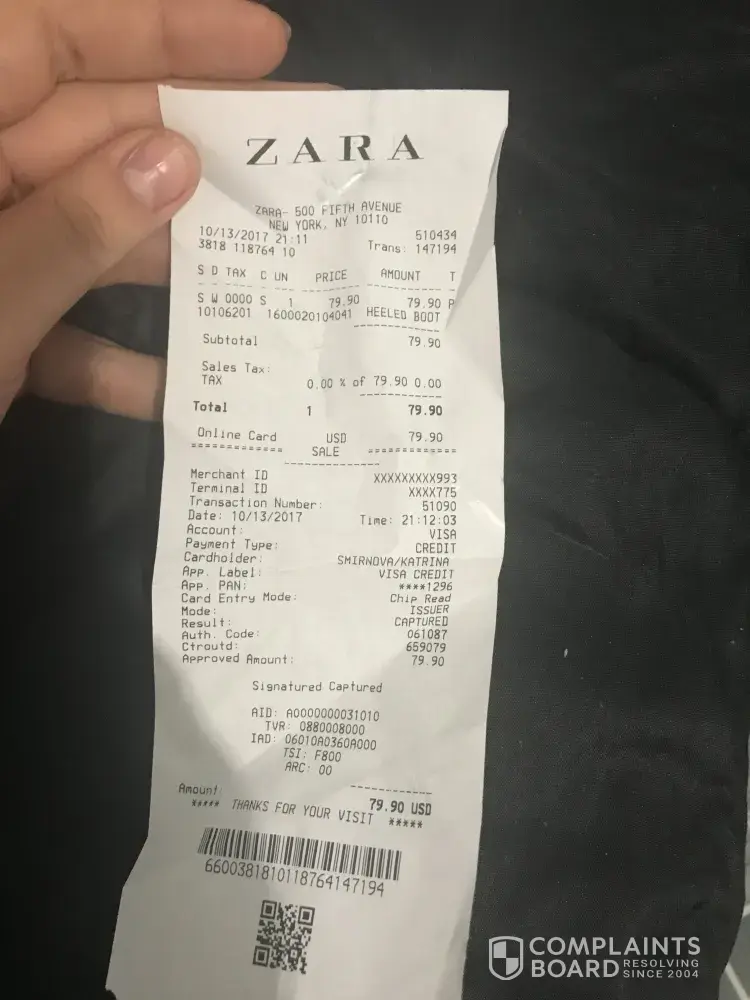 ZARA
ZARA- 500 FIFTH AVENUE
NEW YORK, NY 10110
10/13/2017 21:11 510434
3818 118764 10 Trans: 147194
S D TAX C UN PRICE AMOUNT T
S W 0000 S 1 79.90 79.90 P
10106201 1600020104041 HEELED BOOT
Subtotal 79.90
Sales Tax:
TAX 0.00 % of 79.90 0.00
Total 1 79.90
Online Card USD 79.90
============ SALE ============
Merchant ID XXXXXXXXX993
Terminal ID XXXX775
Transaction Number: 51090
Date: 10/13/2017 Time: 21:12:03
Account: VISA
Payment Type: CREDIT
Cardholder: SMIRNOVA/KATRINA
App. Label: VISA CREDIT
App. PAN: ****1296
Card Entry Mode: Chip Read
Mode: ISSUER
Result: CAPTURED
Auth. Code: 061087
Ctroutd: 659079
Approved Amount: 79.90
Signatured Captured
AID: A0000000031010
TVR: 0880008000
IAD: 06010A0360A000
TSI: F800
ARC: 00
Amount: 79.90 USD
***** THANKS FOR YOUR VISIT *****
6600381810118764147194
COMPLAINTS
BOARD RESOLVING
SINCE 2004